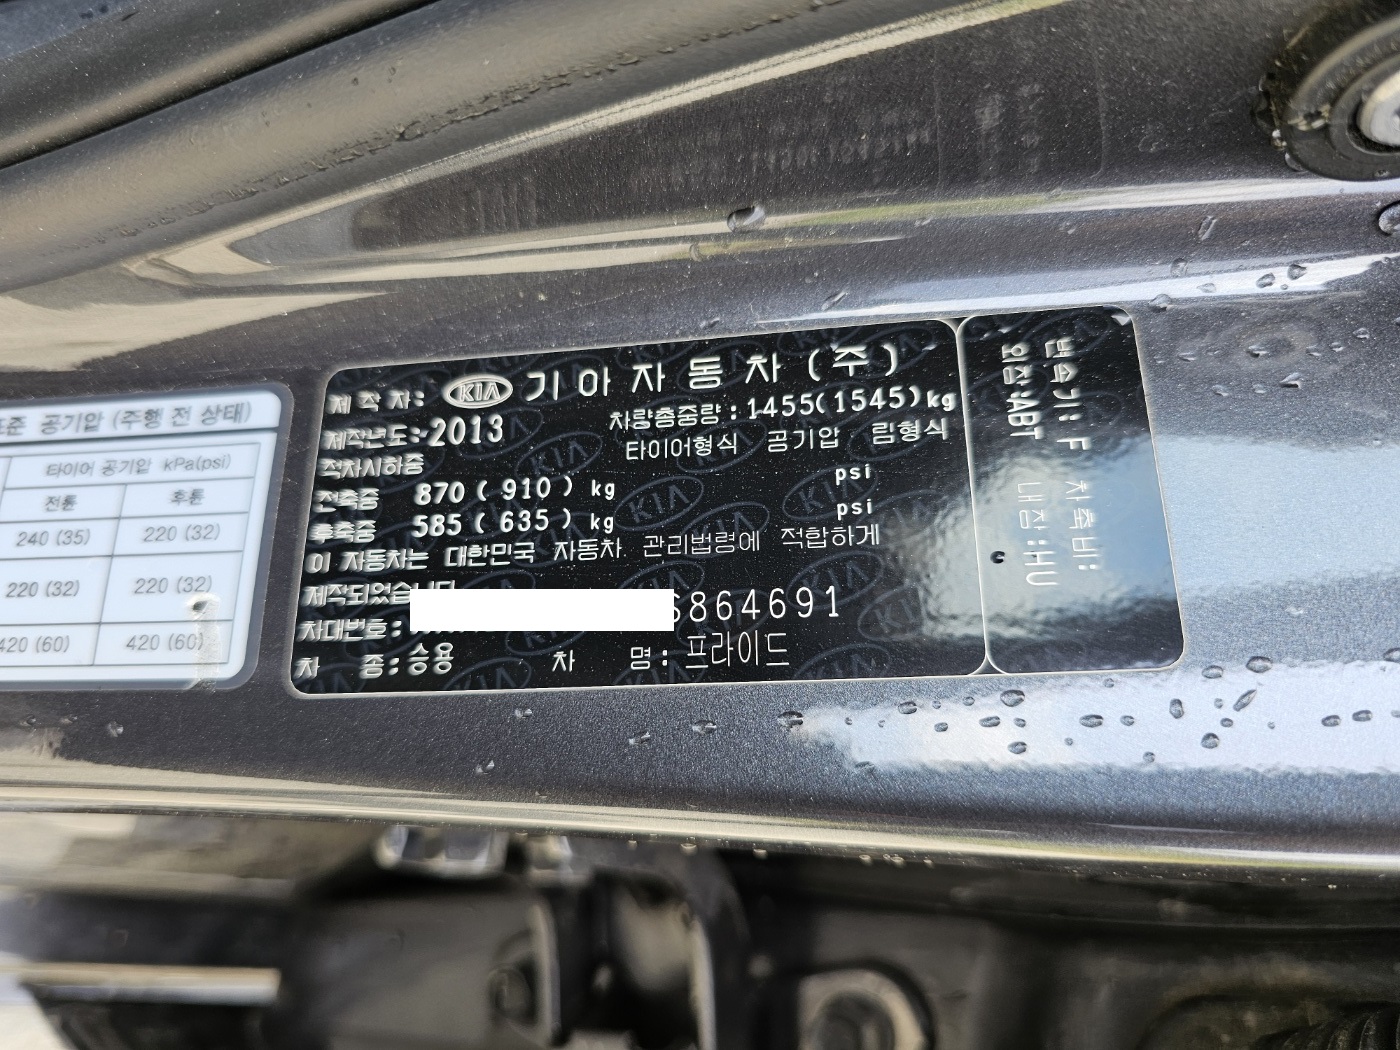 준 공기압 (주행 전 상태)
타이어 공기압 kPa(psi)
전륜 후륜
240 (35) 220 (32)
220 (32) 220 (32)
420 (60) 420 (60)
제작자: KIA 기아자동차(주)
제작년도:2013 차량총중량:1455(1545)kg
적차시하중 타이어형식 공기압 림형식
전축중 870 ( 910 ) kg psi
후축중 585 ( 635 ) kg psi
이 자동차는 대한민국 자동차 관리법령에 적합하게
제작되었습니다
차대번호: S864691
차 종:승용 차 명:프라이드
변속기: F 차축비:
외장:ABT 내장:HU